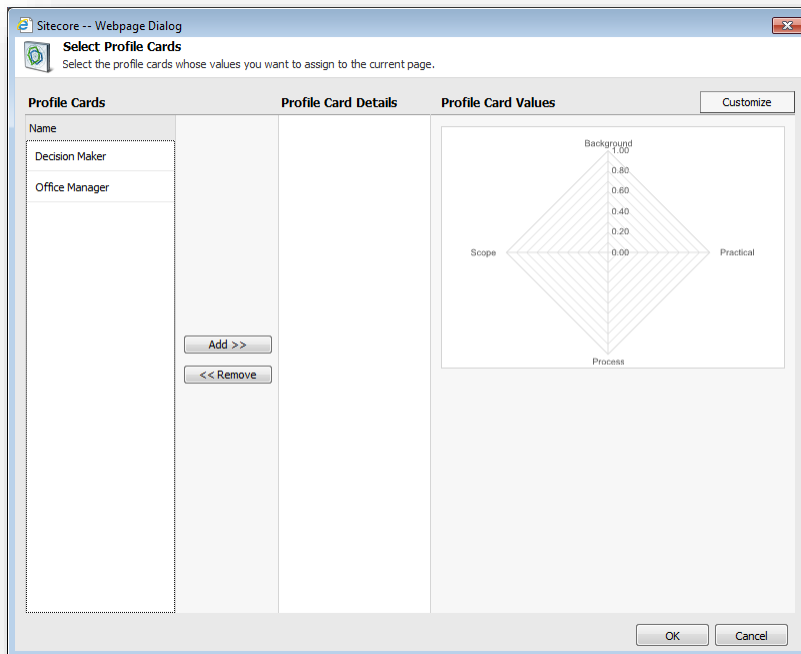 Sitecore -- Webpage Dialog
Select Profile Cards
Select the profile cards whose values you want to assign to the current page.
Profile Cards
Profile Card Details
Profile Card Values
Customize
Name
Decision Maker
Office Manager
Add >>
<< Remove
Background
1.00
0.80
0.60
0.40
0.20
0.00
Scope
Practical
Process
OK
Cancel